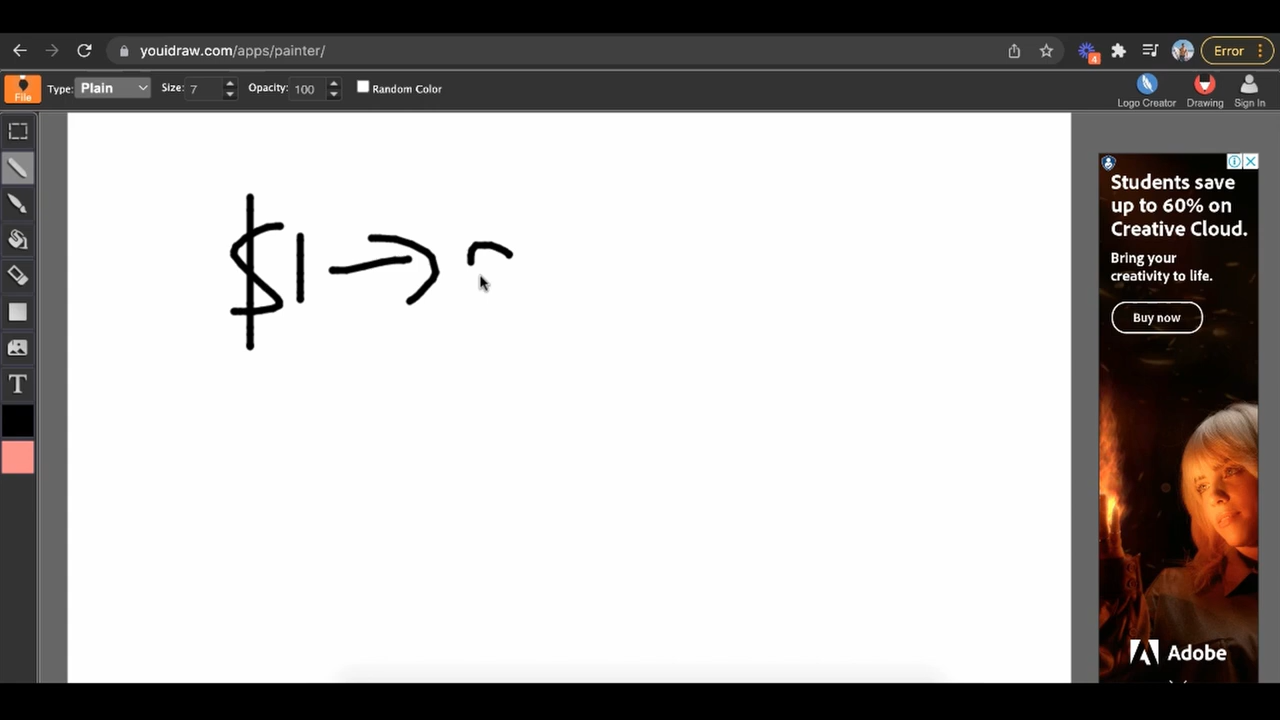 youidraw.com/apps/painter/
4
Error
File
Type: Plain
Size: 7
Opacity: 100
Random Color
Logo Creator
Drawing
Sign In
T
$1 →
Students save
up to 60% on
Creative Cloud.
Bring your
creativity to life.
Buy now
Adobe